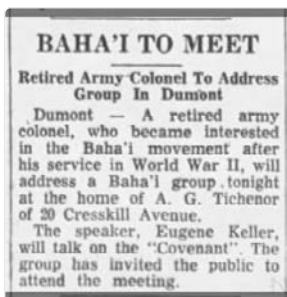 BAHA'I TO MEET
Retired Army Colonel To Address
Group In Dumont
Dumont — A retired army
colonel, who became interested
in the Baha'i movement after
his service in World War II, will
address a Baha'i group tonight
at the home of A. G. Tichenor
of 20 Cresskill Avenue.
The speaker, Eugene Keller,
will talk on the "Covenant". The
group has invited the public to
attend the meeting.